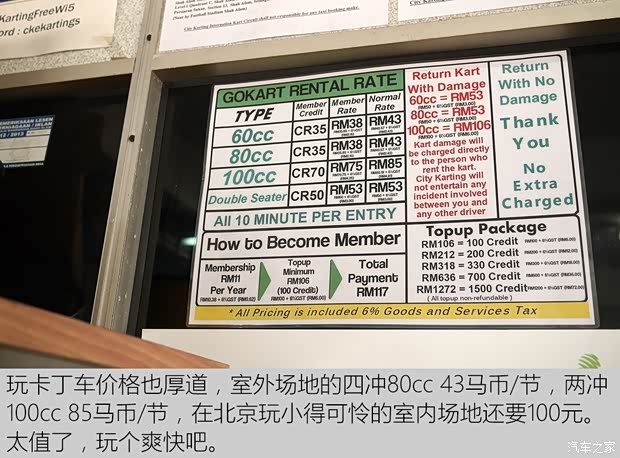 KartingFreeWi5
ord : ckekartings
City Karting
GOKART RENTAL RATE
TYPE
Member Credit
Member Rate
Normal Rate
60cc CR35 RM38 RM43
80cc CR35 RM38 RM43
100cc CR70 RM75 RM85
Double Seater CR50 RM53 RM53
All 10 MINUTE PER ENTRY
Return Kart
With Damage
60cc = RM53
80cc = RM53
100cc = RM106
Kart damage will
be charged directly
to the person who
rent the kart.
City Karting will
not entertain any
incident involved
between you and
any other driver
Return
With No
Damage
Thank
You
No
Extra
Charged
How to Become Member
Membership
RM11
Per Year
Topup
Minimum
RM106
(100 Credit)
Total
Payment
RM117
Topup Package
RM106 = 100 Credit
RM212 = 200 Credit
RM318 = 330 Credit
RM636 = 700 Credit
RM1272 = 1500 Credit
( All topup non-refundable )
* All Pricing is included 6% Goods and Services Tax
玩卡丁车价格也厚道，室外场地的四冲80cc 43马币/节，两冲
100cc 85马币/节，在北京玩小得可怜的室内场地还要100元。
太值了，玩个爽快吧。
汽车之家